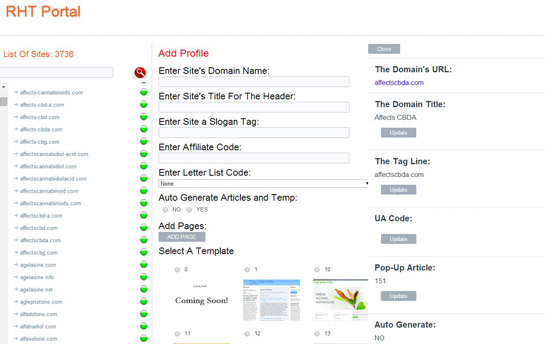 RHT Portal
List Of Sites: 3736
affects-cannabinoids.com
affects-cbd-a.com
affects-cbd.com
affects-cbda.com
affects-cbg.com
affectscannabidiol-acid.com
affectscannabidiol.com
affectscannabidiolacid.com
affectscannabinoid.com
affectscannabinoids.com
affectscbd-a.com
affectscbd.com
affectscbda.com
affectscbg.com
agelasine.com
agelasine.info
agelasine.net
aglepristone.com
alfadolone.com
alfatradiol.com
alfaxolone.com
Add Profile
Enter Site's Domain Name:
Enter Site's Title For The Header:
Enter Site a Slogan Tag:
Enter Affiliate Code:
Enter Letter List Code:
None
Auto Generate Articles and Temp:
NO YES
Add Pages:
ADD PAGE
Select A Template
0 1 10
Coming Soon!
11 12 13
Close
The Domain's URL:
affectscbda.com
The Domain Title:
Affects CBDA
Update
The Tag Line:
affectscbda.com
Update
UA Code:
Update
Pop-Up Article:
151
Update
Auto Generate:
NO